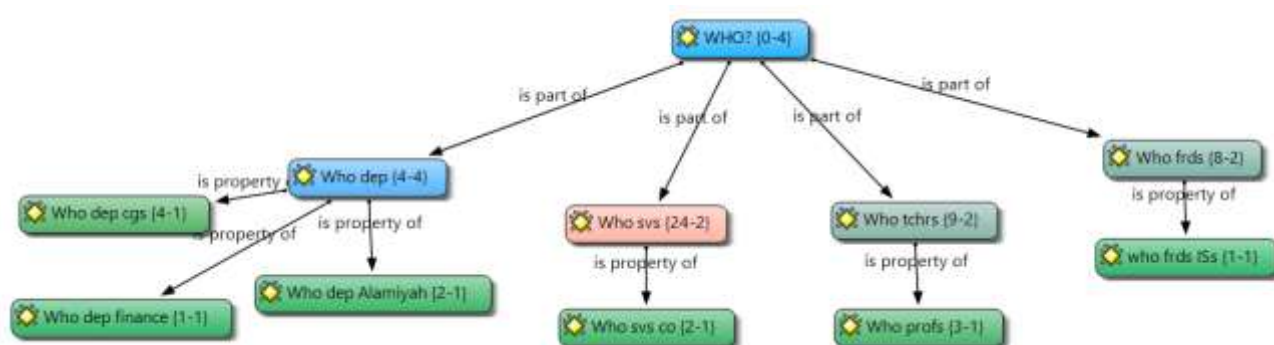 WHO? {0-4}
is part of
is part of
is part of
is part of
Who dep {4-4}
Who svs {24-2}
Who tchrs {9-2}
Who frds {8-2}
is property
is property of
is property of
is property of
is property of
is property of
Who dep cgs {4-1}
Who dep finance {1-1}
Who dep Alamiyah {2-1}
Who svs co {2-1}
Who profs {3-1}
who frds ISs {1-1}